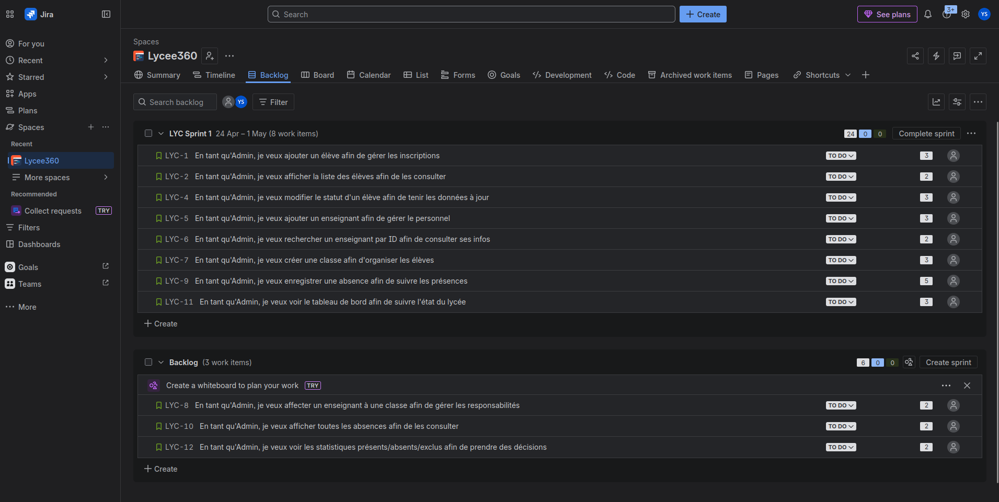 Jira
Search
Create
See plans
3+
YS
For you
Recent
Starred
Apps
Plans
Spaces
Recent
Lycee360
More spaces
Recommended
Collect requests TRY
Filters
Dashboards
Goals
Teams
More
Spaces
Lycee360
Summary Timeline Backlog Board Calendar List Forms Goals Development Code Archived work items Pages Shortcuts
Search backlog YS Filter
LYC Sprint 1 24 Apr – 1 May (8 work items) 24 0 0 Complete sprint
LYC-1 En tant qu'Admin, je veux ajouter un élève afin de gérer les inscriptions TO DO 3
LYC-2 En tant qu'Admin, je veux afficher la liste des élèves afin de les consulter TO DO 2
LYC-4 En tant qu'Admin, je veux modifier le statut d'un élève afin de tenir les données à jour TO DO 3
LYC-5 En tant qu'Admin, je veux ajouter un enseignant afin de gérer le personnel TO DO 3
LYC-6 En tant qu'Admin, je veux rechercher un enseignant par ID afin de consulter ses infos TO DO 2
LYC-7 En tant qu'Admin, je veux créer une classe afin d'organiser les élèves TO DO 3
LYC-9 En tant qu'Admin, je veux enregistrer une absence afin de suivre les présences TO DO 5
LYC-11 En tant qu'Admin, je veux voir le tableau de bord afin de suivre l'état du lycée TO DO 3
Create
Backlog (3 work items) 6 0 0 Create sprint
Create a whiteboard to plan your work TRY
LYC-8 En tant qu'Admin, je veux affecter un enseignant à une classe afin de gérer les responsabilités TO DO 2
LYC-10 En tant qu'Admin, je veux afficher toutes les absences afin de les consulter TO DO 2
LYC-12 En tant qu'Admin, je veux voir les statistiques présents/absents/exclus afin de prendre des décisions TO DO 2
Create